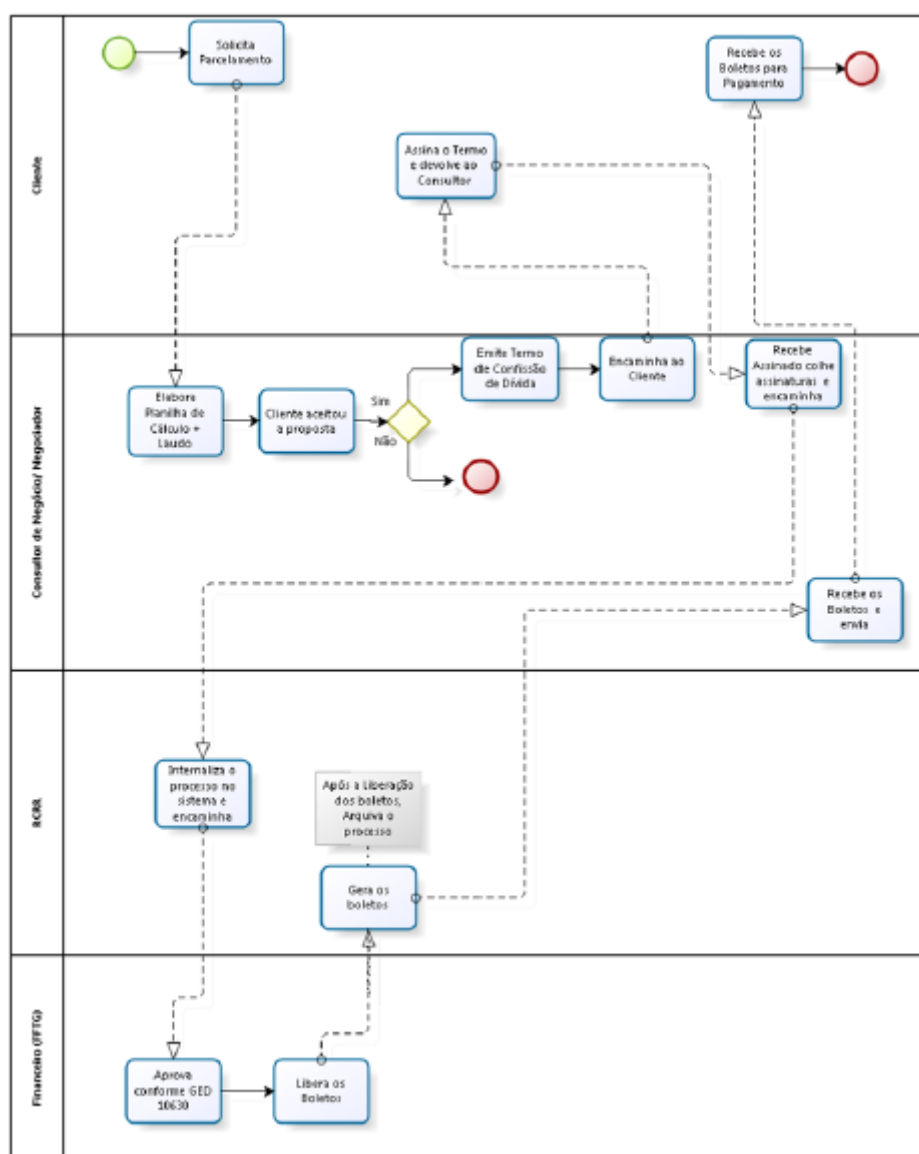 Cliente
Solicita
Parcelamento
Recebe os
Boletos para
Pagamento
Assina o Termo
e devolve ao
Consultor
Consultor de Negócio/ Negociador
Elabora
Planilha de
Cálculo +
Laudo
Cliente aceitou
a proposta
Sim
Não
Emite Termo
de Confissão
de Dívida
Encaminha ao
Cliente
Recebe
Assinado colhe
assinaturas e
encaminha
Recebe os
Boletos e
envia
RCRR
Internaliza o
processo no
sistema e
encaminha
Após a Liberação
dos boletos,
Arquiva o
processo
Gera os
boletos
Financeiro (FFTG)
Aprova
conforme GED
10630
Libera os
Boletos